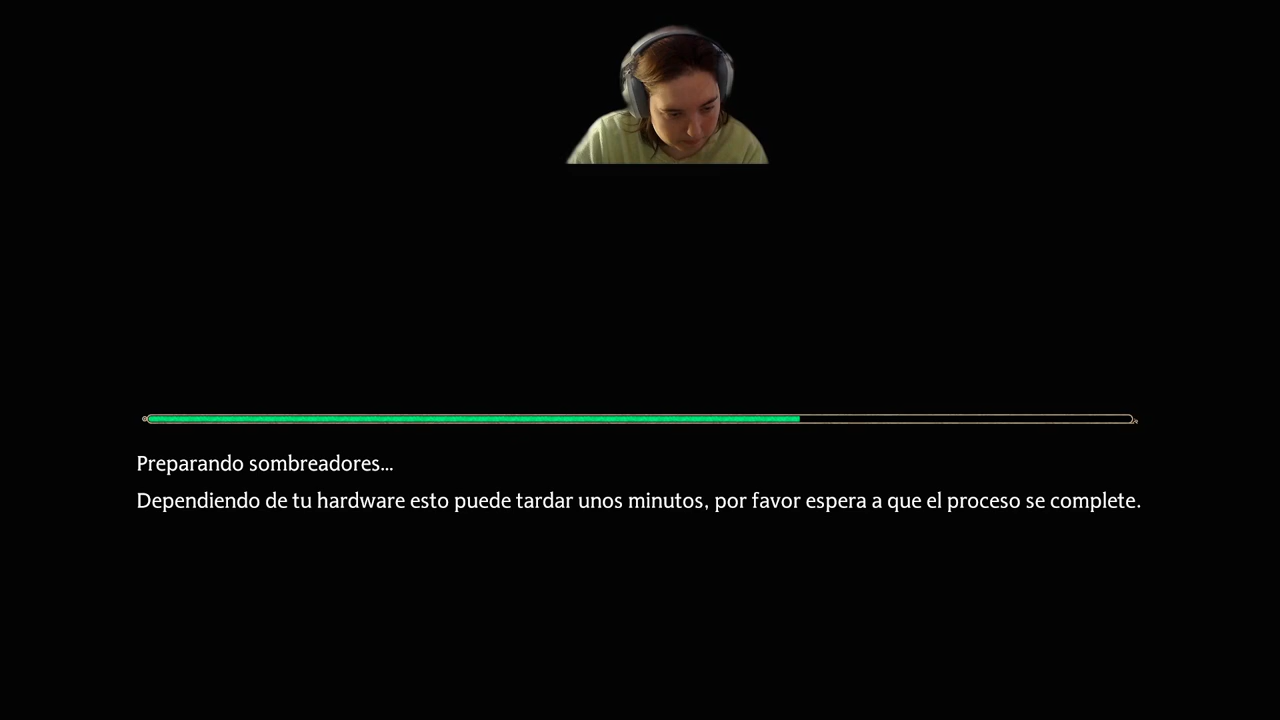 Preparando sombreadores...
Dependiendo de tu hardware esto puede tardar unos minutos, por favor espera a que el proceso se complete.